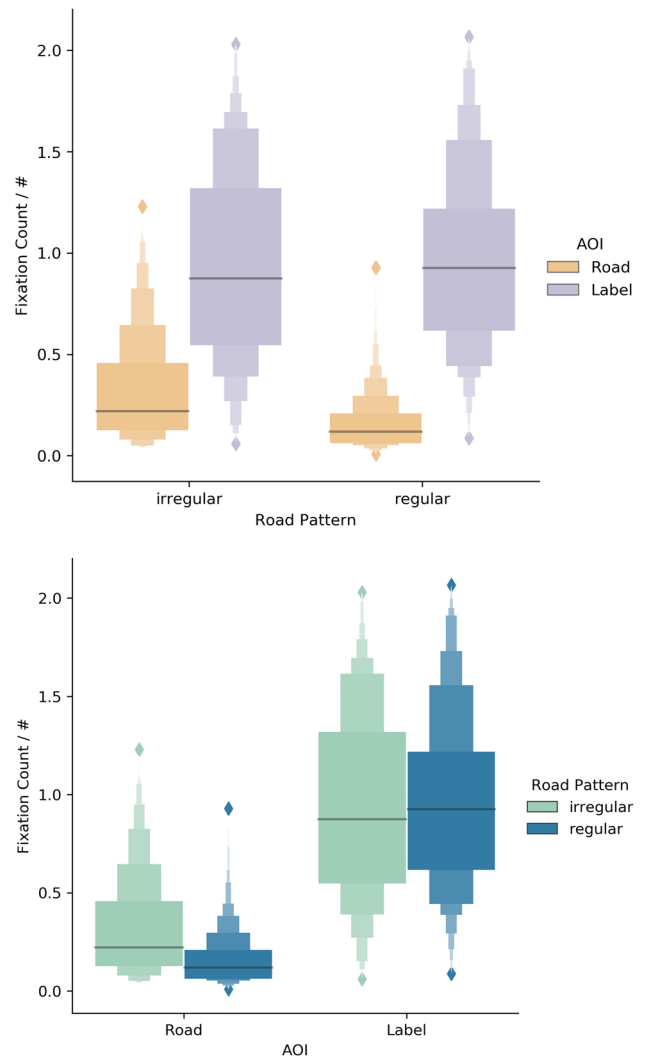 2.0
1.5
1.0
0.5
0.0
Fixation Count / #
irregular
regular
Road Pattern
AOI
Road
Label
2.0
1.5
1.0
0.5
0.0
Fixation Count / #
Road
Label
AOI
Road Pattern
irregular
regular